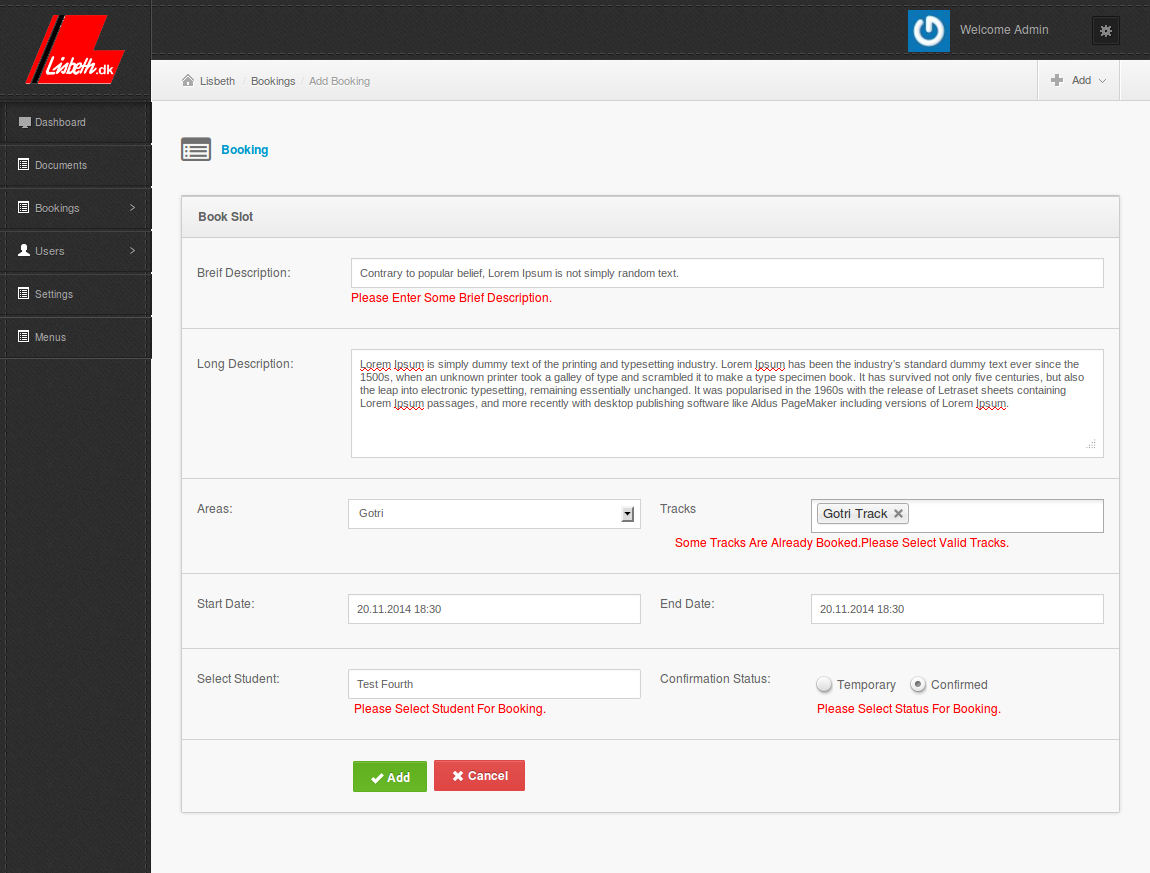 Lisbeth.dk
Welcome Admin
Lisbeth / Bookings / Add Booking
Add
Dashboard
Documents
Bookings
Users
Settings
Menus
Booking
Book Slot
Breif Description:
Contrary to popular belief, Lorem Ipsum is not simply random text.
Please Enter Some Brief Description.
Long Description:
Lorem Ipsum is simply dummy text of the printing and typesetting industry. Lorem Ipsum has been the industry's standard dummy text ever since the
1500s, when an unknown printer took a galley of type and scrambled it to make a type specimen book. It has survived not only five centuries, but also
the leap into electronic typesetting, remaining essentially unchanged. It was popularised in the 1960s with the release of Letraset sheets containing
Lorem Ipsum passages, and more recently with desktop publishing software like Aldus PageMaker including versions of Lorem Ipsum.
Areas:
Gotri
Tracks
Gotri Track
Some Tracks Are Already Booked.Please Select Valid Tracks.
Start Date:
20.11.2014 18:30
End Date:
20.11.2014 18:30
Select Student:
Test Fourth
Please Select Student For Booking.
Confirmation Status:
Temporary
Confirmed
Please Select Status For Booking.
Add
Cancel